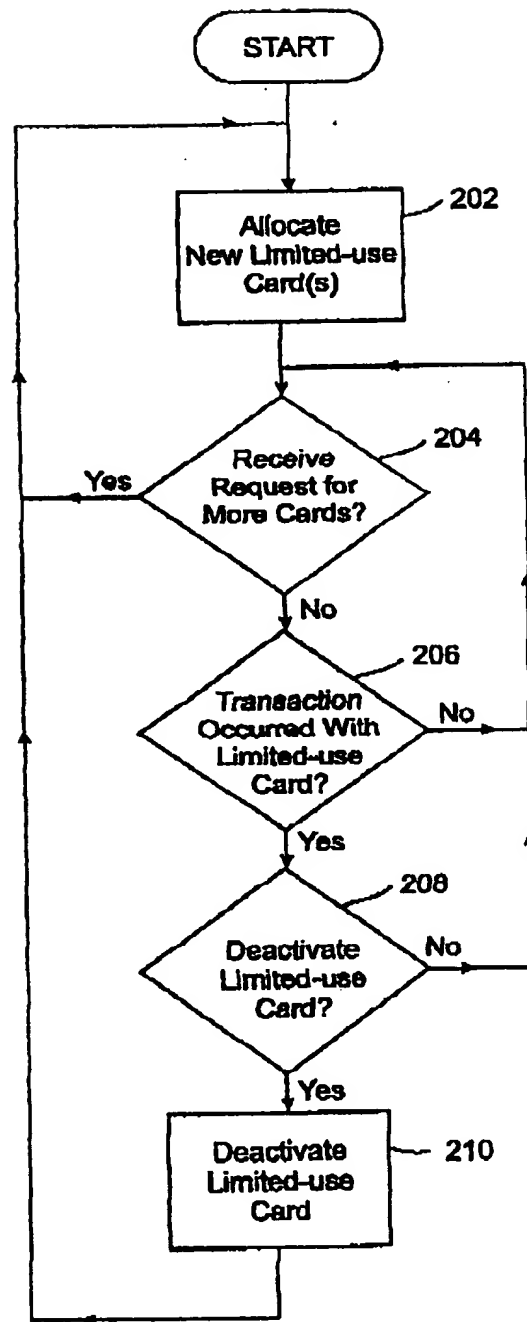 START
202
Allocate
New Limited-use
Card(s)
204
Receive
Request for
More Cards?
Yes
No
206
Transaction
Occurred With
Limited-use
Card?
No
Yes
208
Deactivate
Limited-use
Card?
No
Yes
Deactivate
Limited-use
Card
210